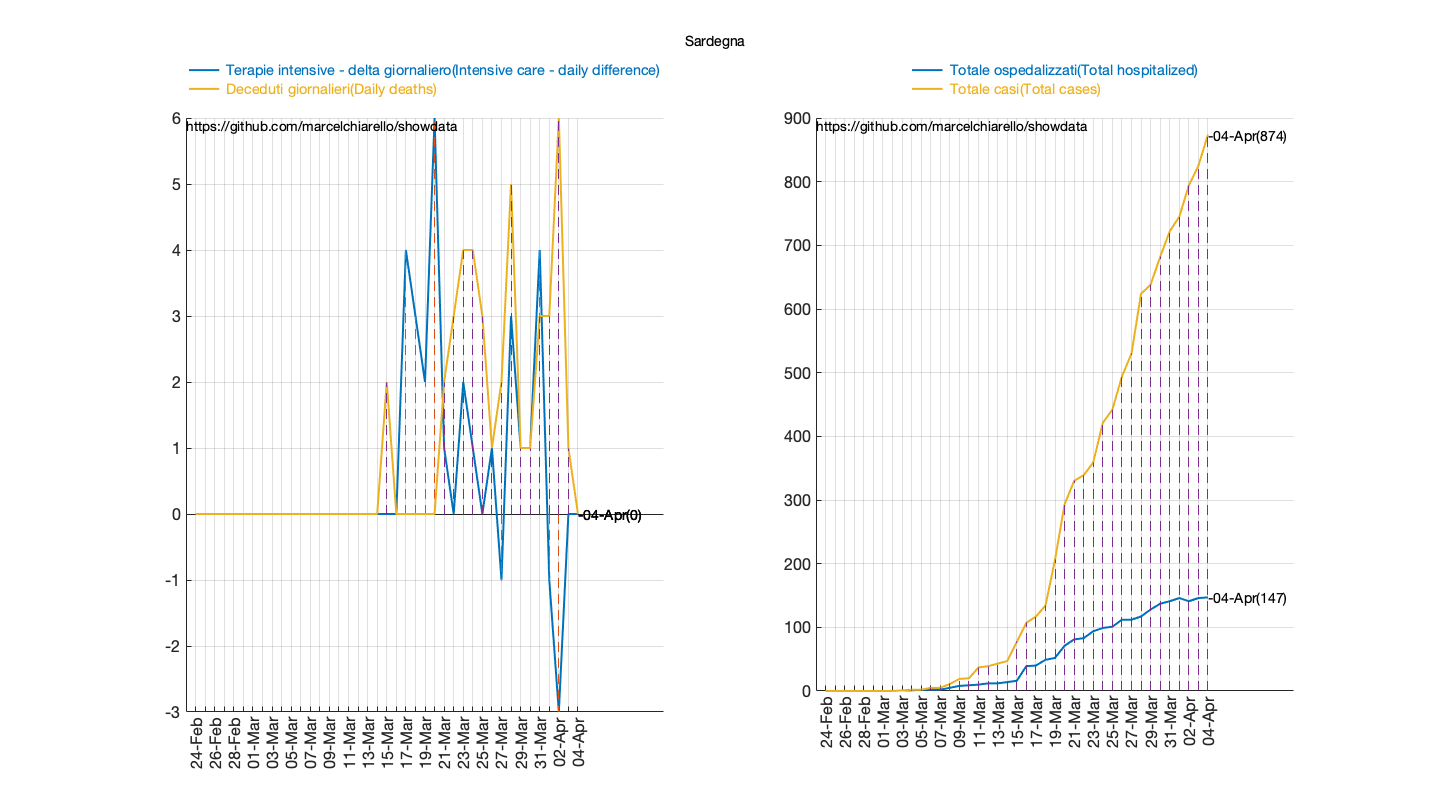 Sardegna
Terapie intensive - delta giornaliero(Intensive care - daily difference)
Deceduti giornalieri(Daily deaths)
https://github.com/marcelchiarello/showdata
6
5
4
3
2
1
0
-1
-2
-3
-04-Apr(0)
24-Feb
26-Feb
28-Feb
01-Mar
03-Mar
05-Mar
07-Mar
09-Mar
11-Mar
13-Mar
15-Mar
17-Mar
19-Mar
21-Mar
23-Mar
25-Mar
27-Mar
29-Mar
31-Mar
02-Apr
04-Apr
Totale ospedalizzati(Total hospitalized)
Totale casi(Total cases)
https://github.com/marcelchiarello/showdata
900
800
700
600
500
400
300
200
100
0
-04-Apr(874)
-04-Apr(147)
24-Feb
26-Feb
28-Feb
01-Mar
03-Mar
05-Mar
07-Mar
09-Mar
11-Mar
13-Mar
15-Mar
17-Mar
19-Mar
21-Mar
23-Mar
25-Mar
27-Mar
29-Mar
31-Mar
02-Apr
04-Apr